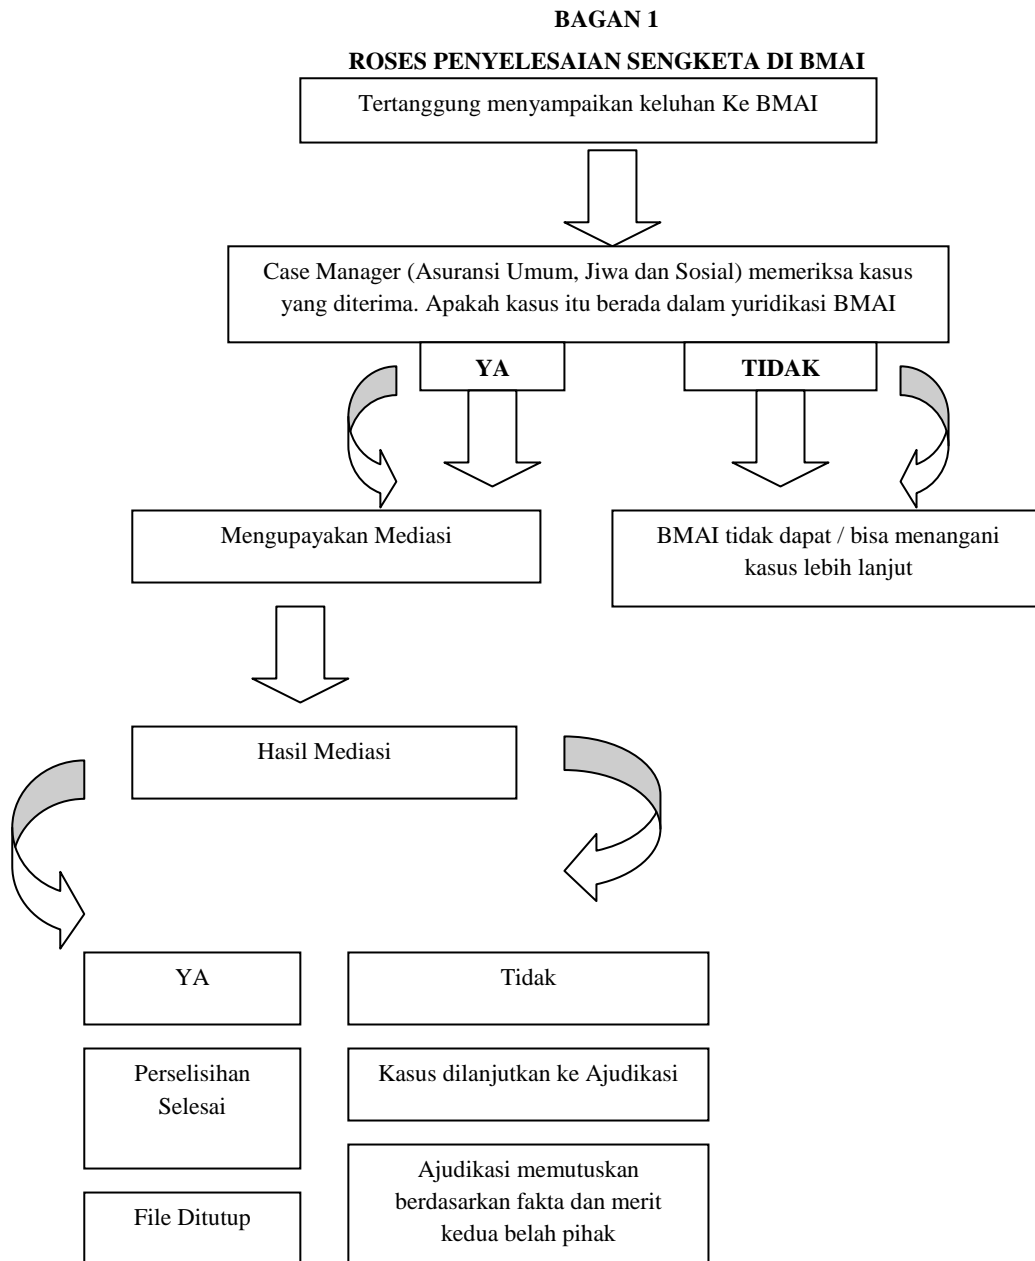 BAGAN 1
ROSES PENYELESAIAN SENGKETA DI BMAI
Tertanggung menyampaikan keluhan Ke BMAI
Case Manager (Asuransi Umum, Jiwa dan Sosial) memeriksa kasus
yang diterima. Apakah kasus itu berada dalam yuridikasi BMAI
YA
TIDAK
Mengupayakan Mediasi
BMAI tidak dapat / bisa menangani
kasus lebih lanjut
Hasil Mediasi
YA
Tidak
Perselisihan
Selesai
Kasus dilanjutkan ke Ajudikasi
File Ditutup
Ajudikasi memutuskan
berdasarkan fakta dan merit
kedua belah pihak